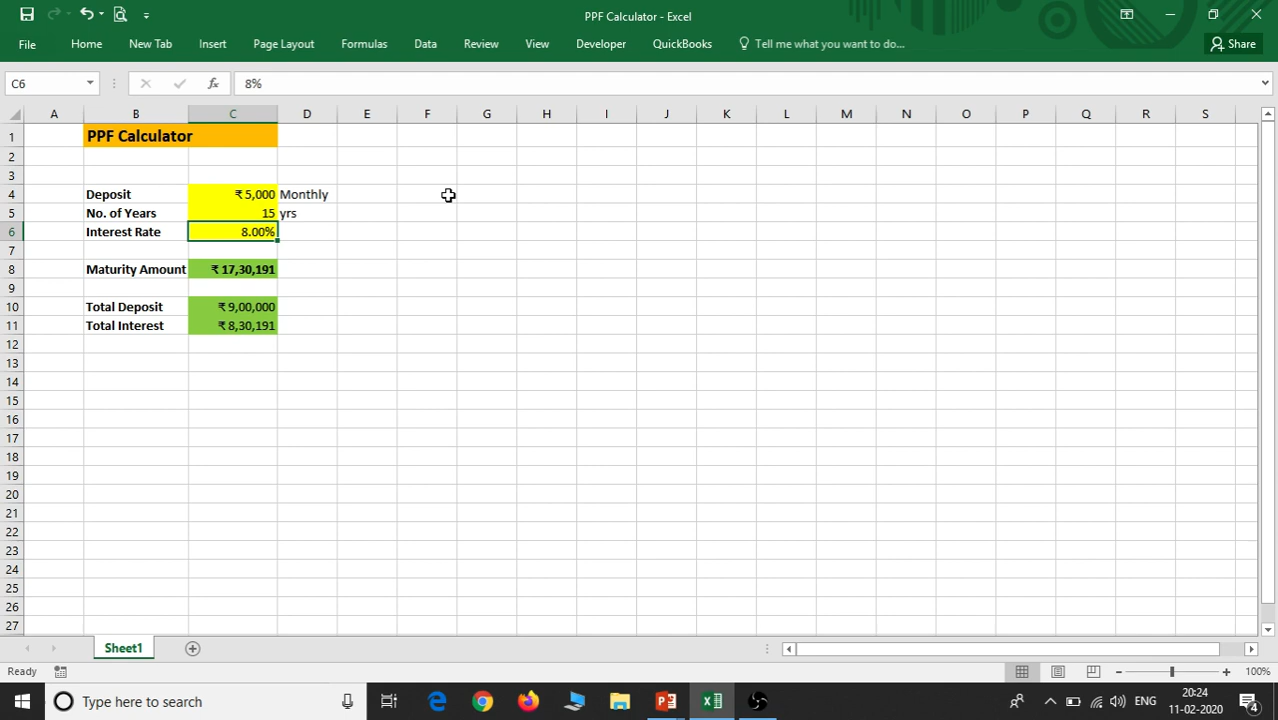 PPF Calculator - Excel
File Home New Tab Insert Page Layout Formulas Data Review View Developer QuickBooks Tell me what you want to do... Share
C6 fx 8%
A B C D E F G H I J K L M N O P Q R S
1 PPF Calculator
2
3
4 Deposit ₹ 5,000 Monthly
5 No. of Years 15 yrs
6 Interest Rate 8.00%
7
8 Maturity Amount ₹ 17,30,191
9
10 Total Deposit ₹ 9,00,000
11 Total Interest ₹ 8,30,191
12
13
14
15
16
17
18
19
20
21
22
23
24
25
26
27
Sheet1
Ready 100%
Type here to search ENG 20:24
11-02-2020 4